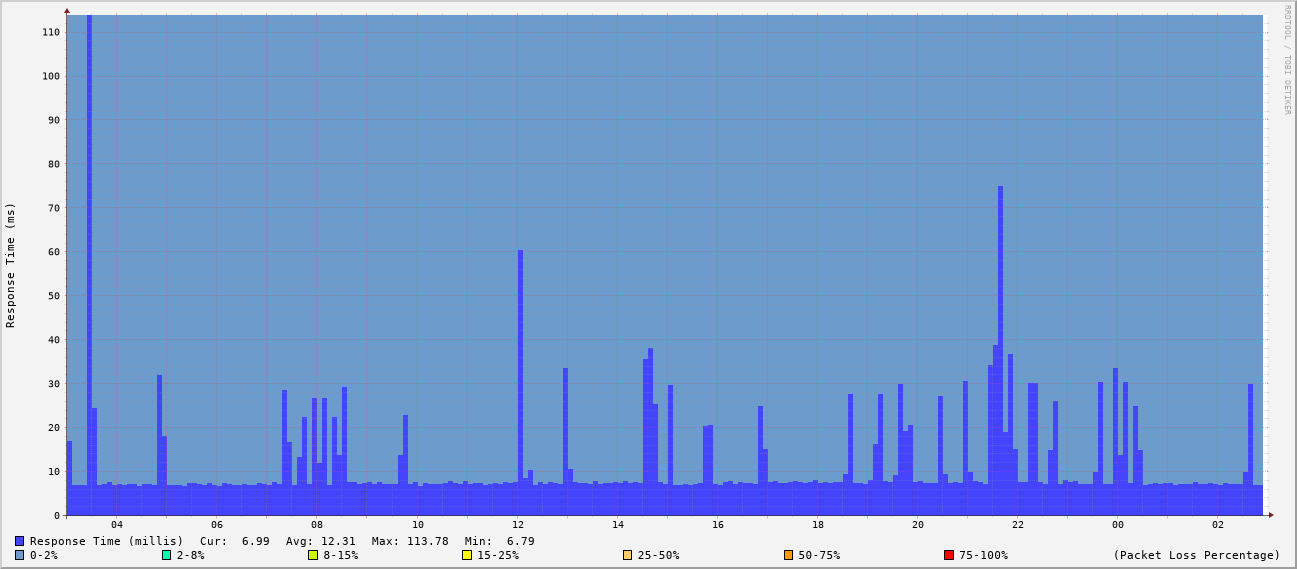 RRDTOOL / TOBI OETIKER
Response Time (ms)
110
100
90
80
70
60
50
40
30
20
10
0
04 06 08 10 12 14 16 18 20 22 00 02
Response Time (millis) Cur: 6.99 Avg: 12.31 Max: 113.78 Min: 6.79
0-2% 2-8% 8-15% 15-25% 25-50% 50-75% 75-100% (Packet Loss Percentage)